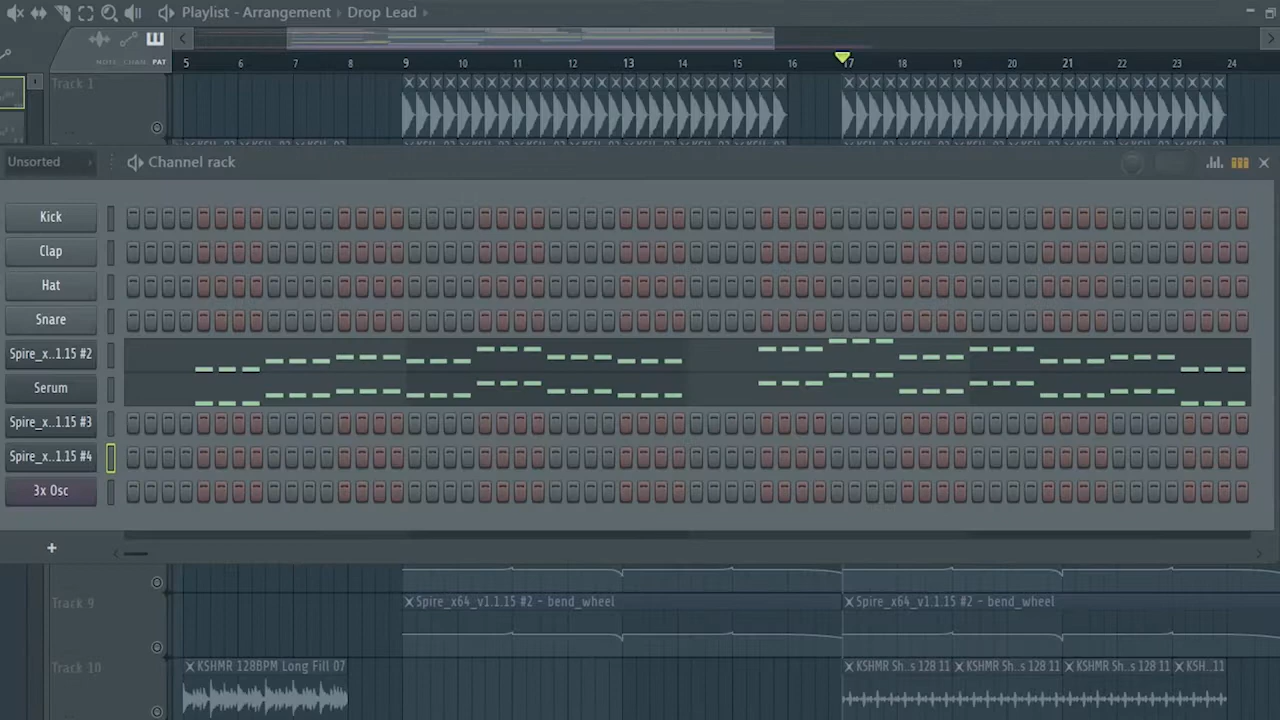 Playlist - Arrangement › Drop Lead ›
NOTE CHAN PAT
5 6 7 8 9 10 11 12 13 14 15 16 17 18 19 20 21 22 23 24
Track 1
Unsorted
Channel rack
Kick
Clap
Hat
Snare
Spire_x..1.15 #2
Serum
Spire_x..1.15 #3
Spire_x..1.15 #4
3x Osc
+
Track 9
Spire_x64_v1.1.15 #2 - bend_wheel
Spire_x64_v1.1.15 #2 - bend_wheel
Track 10
KSHMR 128BPM Long Fill 07
KSHMR Sh..s 128 11
KSHMR Sh..s 128 11
KSHMR Sh..s 128 11
KSH..11